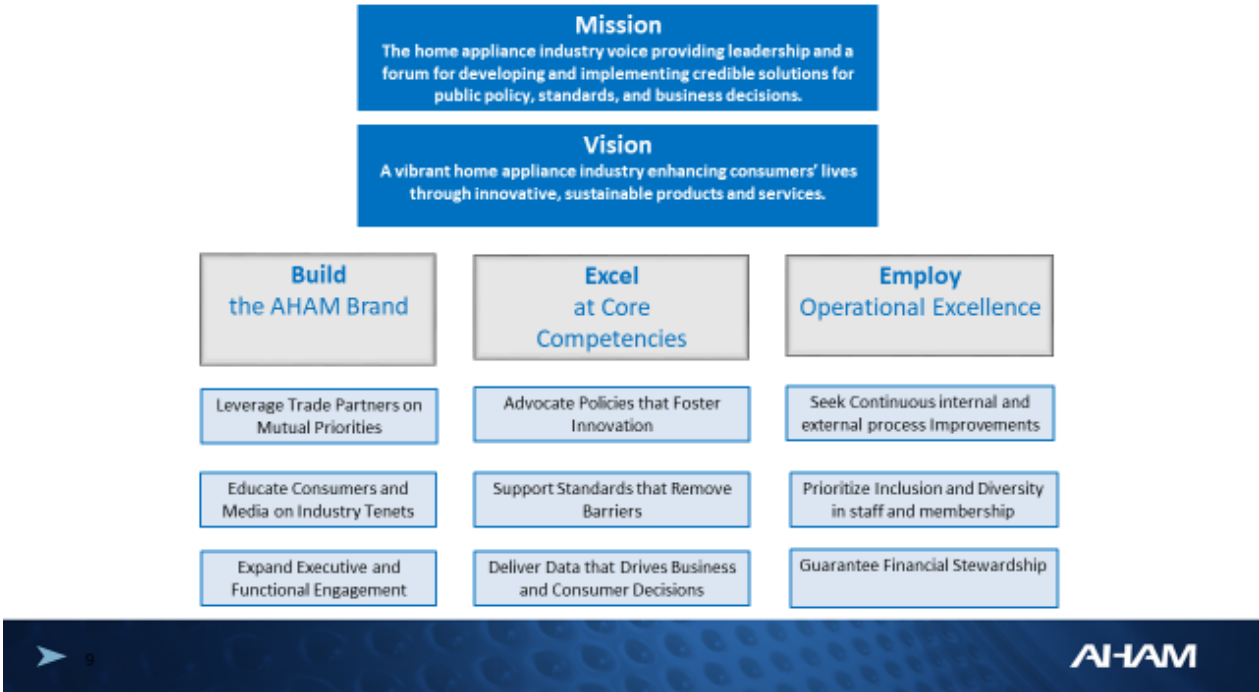 Mission
The home appliance industry voice providing leadership and a
forum for developing and implementing credible solutions for
public policy, standards, and business decisions.
Vision
A vibrant home appliance industry enhancing consumers' lives
through innovative, sustainable products and services.
Build
the AHAM Brand
Leverage Trade Partners on
Mutual Priorities
Educate Consumers and
Media on Industry Tenets
Expand Executive and
Functional Engagement
Excel
at Core
Competencies
Advocate Policies that Foster
Innovation
Support Standards that Remove
Barriers
Deliver Data that Drives Business
and Consumer Decisions
Employ
Operational Excellence
Seek Continuous internal and
external process Improvements
Prioritize Inclusion and Diversity
in staff and membership
Guarantee Financial Stewardship
9
AHAM